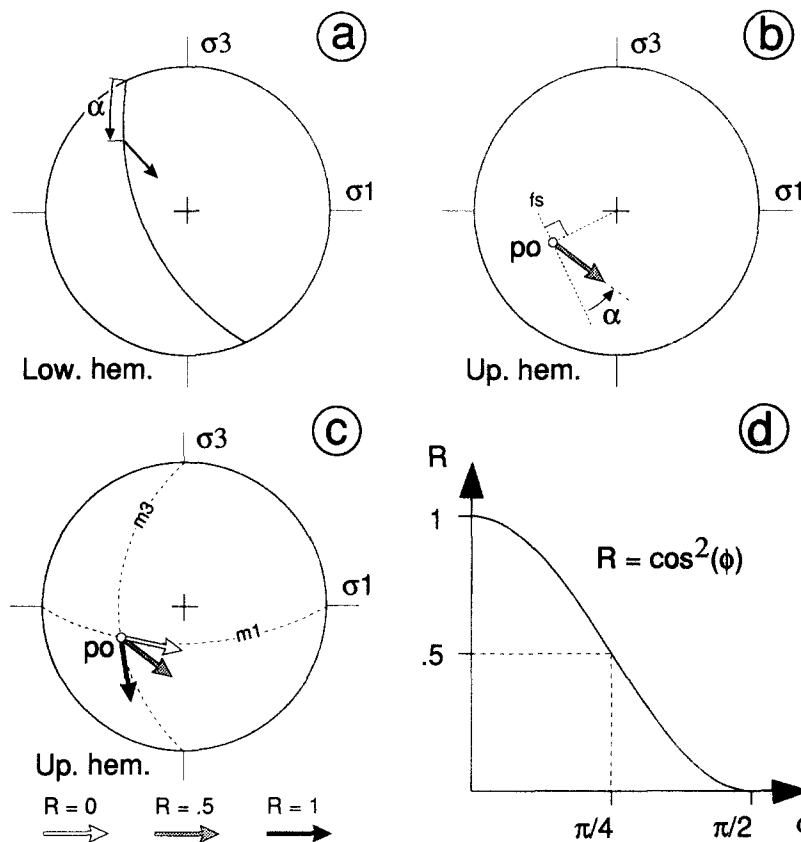 a
σ3
α
σ1
Low. hem.
b
σ3
σ1
fs
po
α
Up. hem.
c
σ3
m3
σ1
m1
po
Up. hem.
R = 0
R = .5
R = 1
d
R
1
R = cos²(ϕ)
.5
π/4
π/2